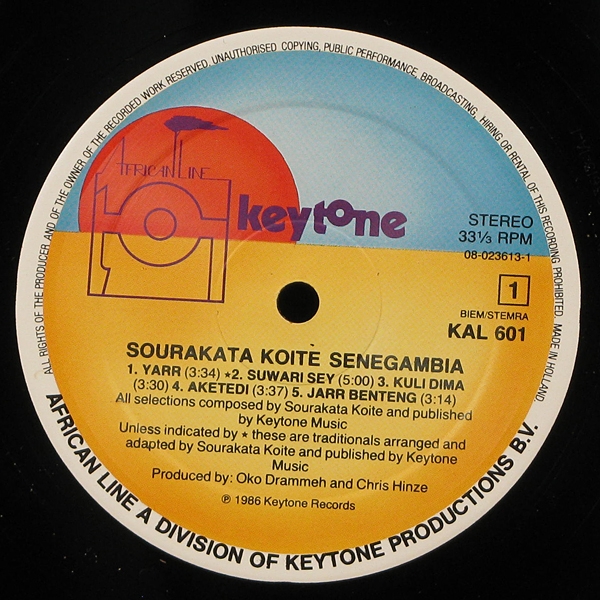 ALL RIGHTS OF THE PRODUCER AND OF THE OWNER OF THE RECORDED WORK RESERVED. UNAUTHORISED COPYING, PUBLIC PERFORMANCE, BROADCASTING, HIRING OR RENTAL OF THIS RECORDING PROHIBITED. MADE IN HOLLAND.
AFRICAN LINE
keytone
STEREO
33⅓ RPM
08-023613-1
1
BIEM/STEMRA
KAL 601
SOURAKATA KOITE SENEGAMBIA
1. YARR (3:34) ★2. SUWARI SEY (5:00) 3. KULI DIMA
(3:30) 4. AKETEDI (3:37) 5. JARR BENTENG (3:14)
All selections composed by Sourakata Koite and published
by Keytone Music
Unless indicated by ★ these are traditionals arranged and
adapted by Sourakata Koite and published by Keytone
Music
Produced by: Oko Drammeh and Chris Hinze
℗ 1986 Keytone Records
AFRICAN LINE A DIVISION OF KEYTONE PRODUCTIONS B.V.